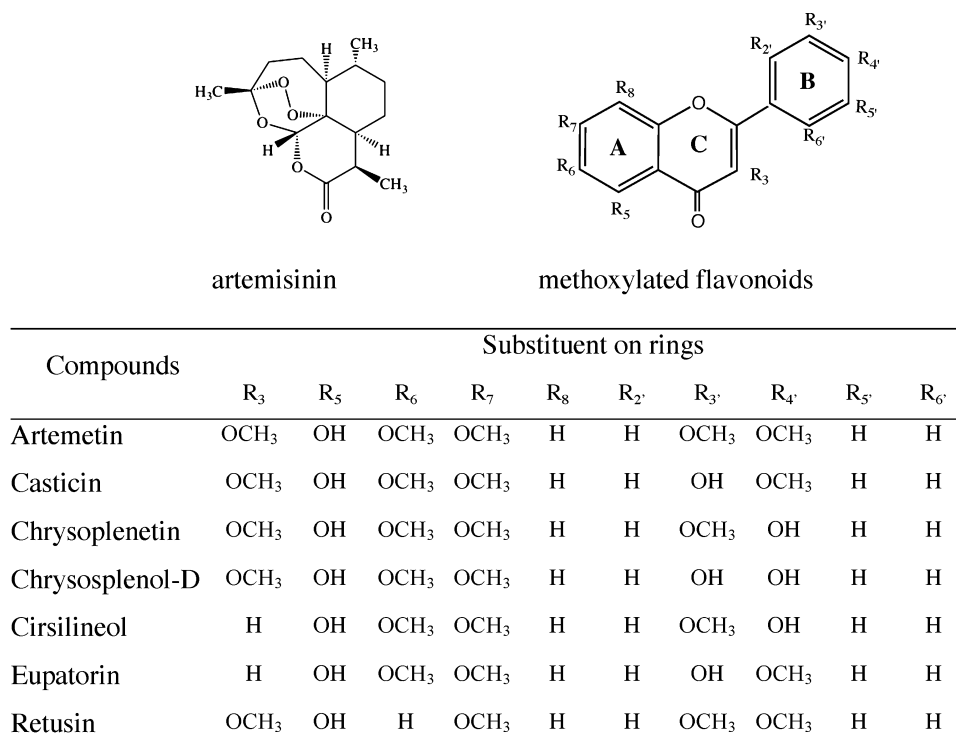 CH₃
H
H₃C
O
O
O
O
H
H
O
CH₃
O
R₃'
R₂'
R₄'
B
R₈
O
R₅'
R₇
R₆'
A
C
R₆
R₃
R₅
O
artemisinin methoxylated flavonoids
Compounds Substituent on rings
R₃ R₅ R₆ R₇ R₈ R₂' R₃' R₄' R₅' R₆'
Artemetin OCH₃ OH OCH₃ OCH₃ H H OCH₃ OCH₃ H H
Casticin OCH₃ OH OCH₃ OCH₃ H H OH OCH₃ H H
Chrysoplenetin OCH₃ OH OCH₃ OCH₃ H H OCH₃ OH H H
Chrysosplenol-D OCH₃ OH OCH₃ OCH₃ H H OH OH H H
Cirsilineol H OH OCH₃ OCH₃ H H OCH₃ OH H H
Eupatorin H OH OCH₃ OCH₃ H H OH OCH₃ H H
Retusin OCH₃ OH H OCH₃ H H OCH₃ OCH₃ H H